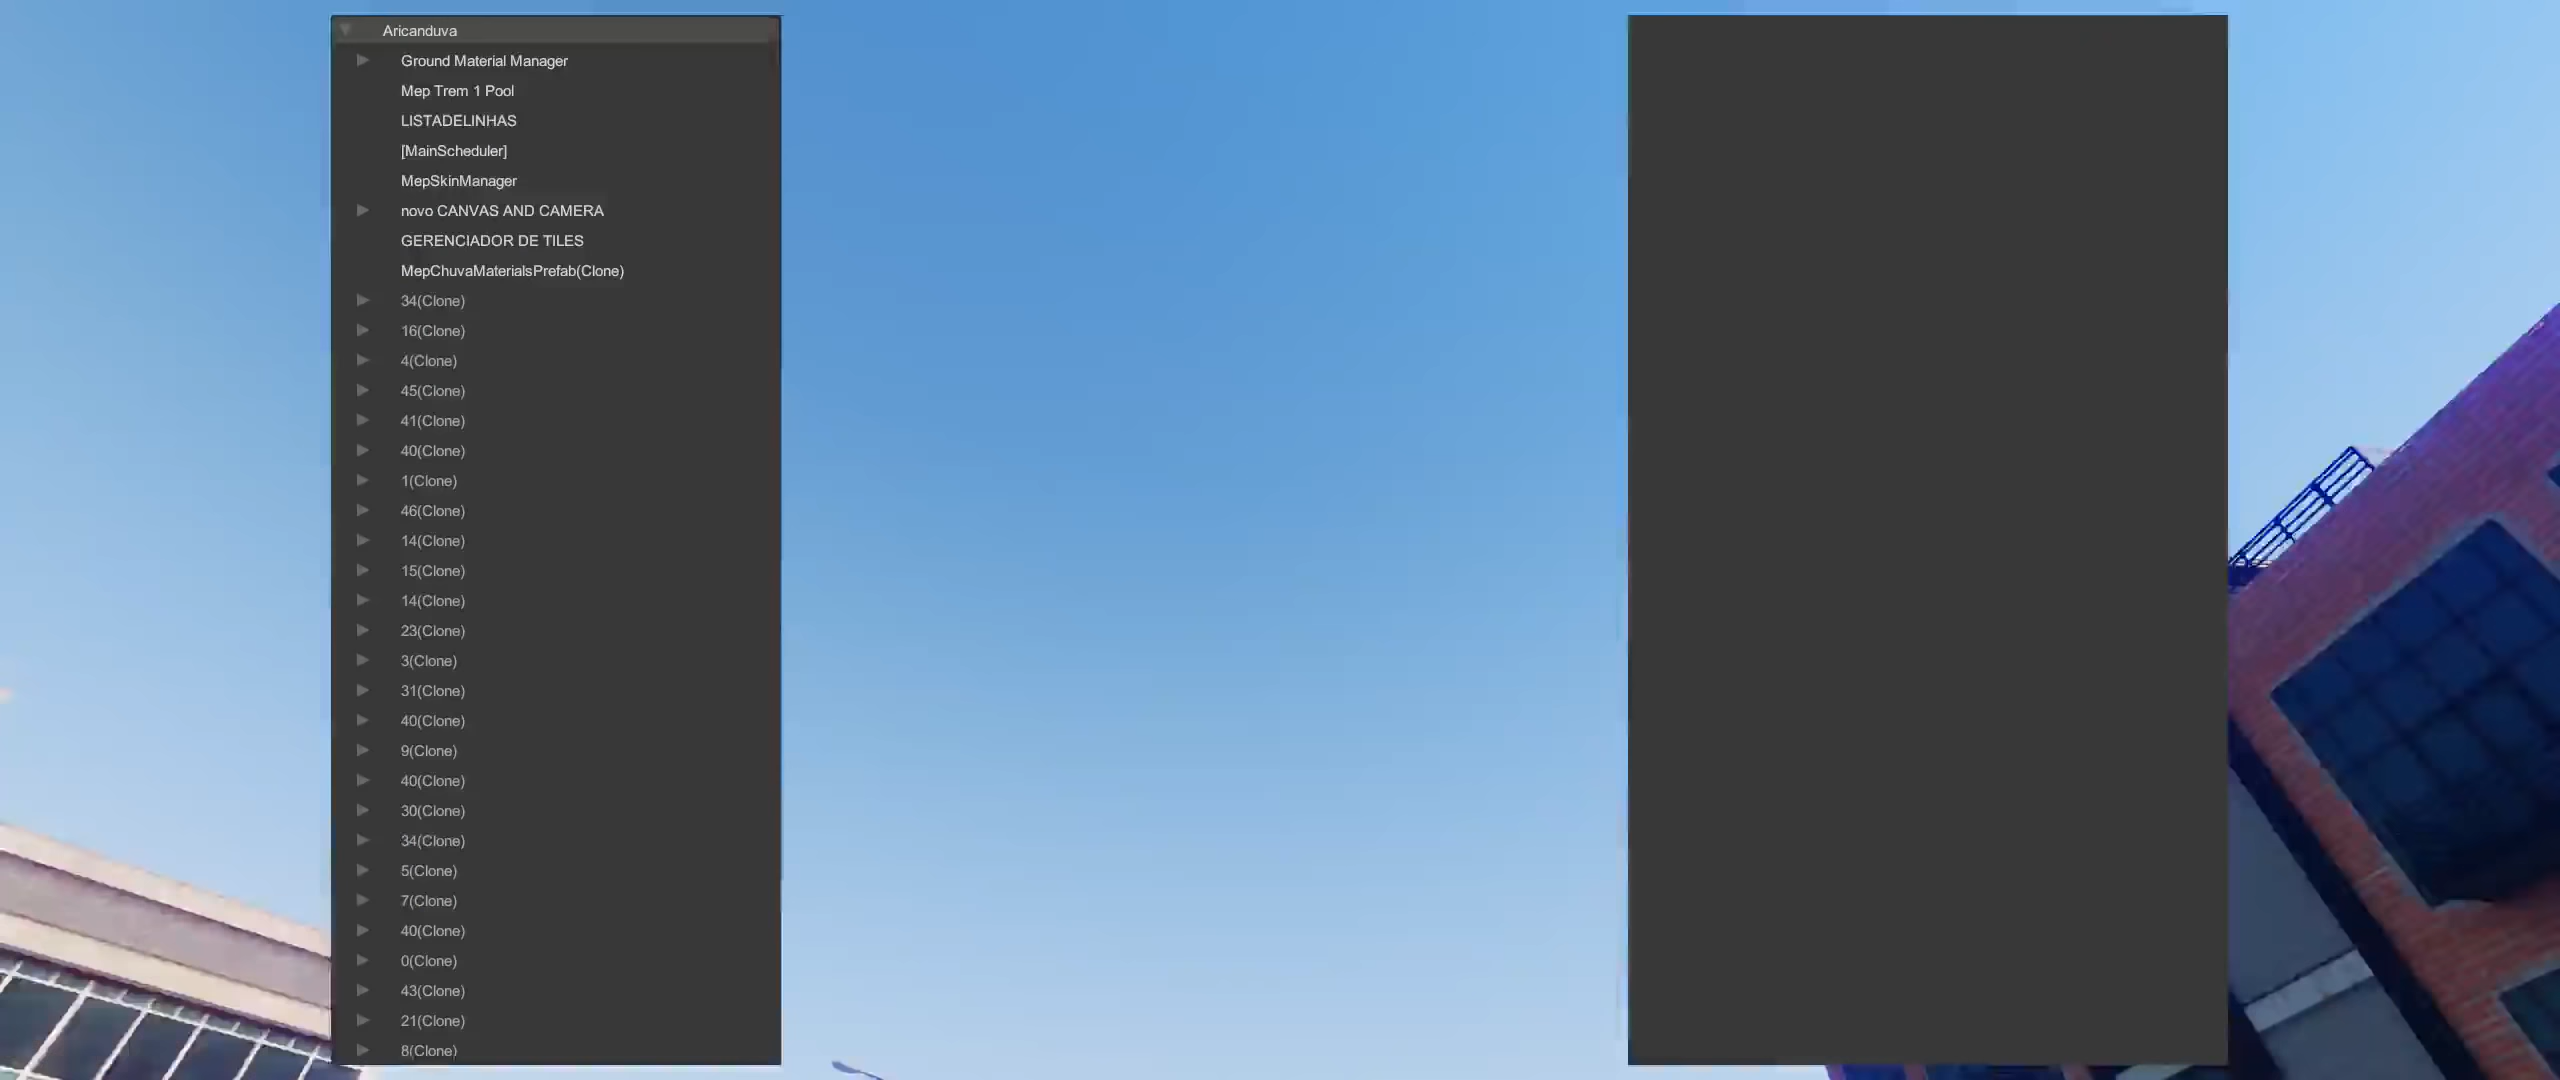 Aricanduva
Ground Material Manager
Mep Trem 1 Pool
LISTADELINHAS
[MainScheduler]
MepSkinManager
novo CANVAS AND CAMERA
GERENCIADOR DE TILES
MepChuvaMaterialsPrefab(Clone)
34(Clone)
16(Clone)
4(Clone)
45(Clone)
41(Clone)
40(Clone)
1(Clone)
46(Clone)
14(Clone)
15(Clone)
14(Clone)
23(Clone)
3(Clone)
31(Clone)
40(Clone)
9(Clone)
40(Clone)
30(Clone)
34(Clone)
5(Clone)
7(Clone)
40(Clone)
0(Clone)
43(Clone)
21(Clone)
8(Clone)